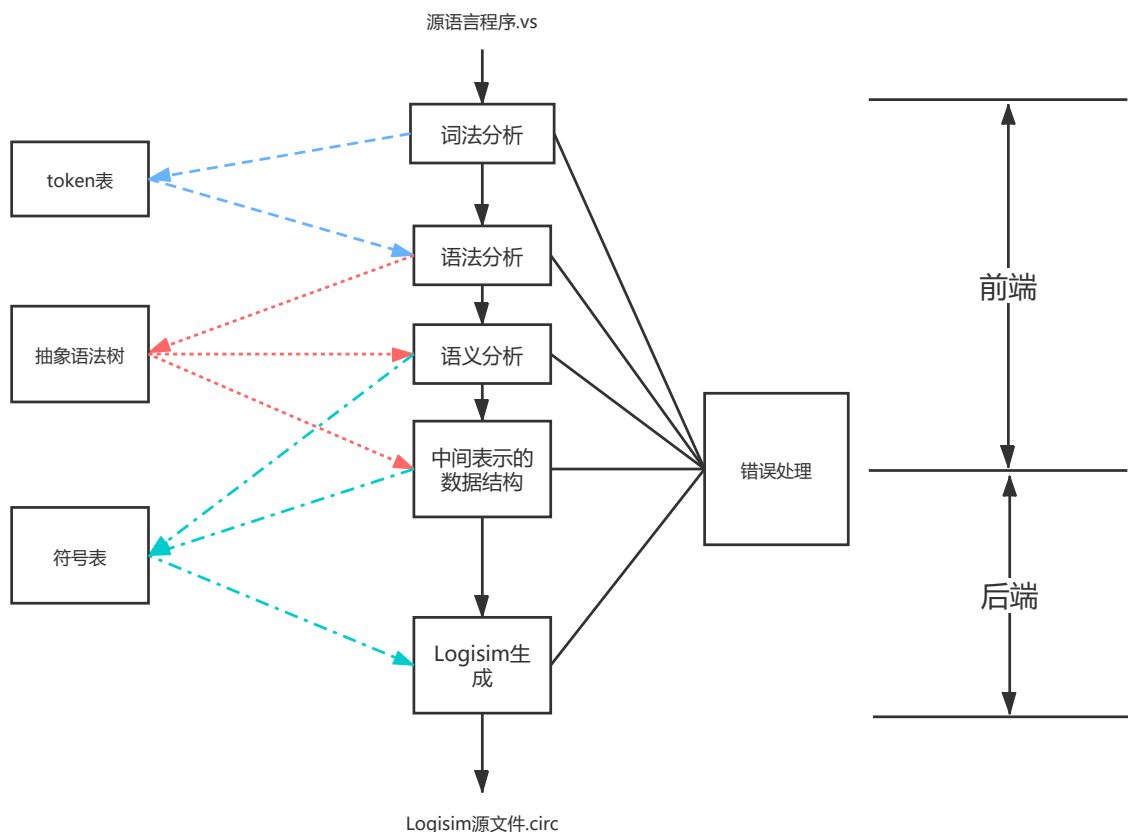 源语言程序.vs
词法分析
token表
语法分析
前端
抽象语法树
语义分析
中间表示的
数据结构
错误处理
符号表
后端
Logisim生
成
Logisim源文件.circ